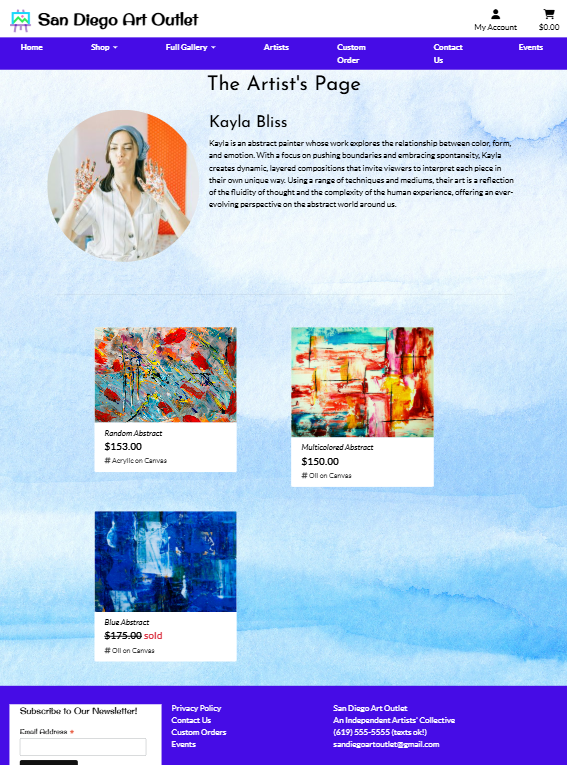 San Diego Art Outlet
My Account
$0.00
Home
Shop
Full Gallery
Artists
Custom
Order
Contact
Us
Events
The Artist's Page
Kayla Bliss
Kayla is an abstract painter whose work explores the relationship between color, form,
and emotion. With a focus on pushing boundaries and embracing spontaneity, Kayla
creates dynamic, layered compositions that invite viewers to interpret each piece in
their own unique way. Using a range of techniques and mediums, their art is a reflection
of the fluidity of thought and the complexity of the human experience, offering an ever-
evolving perspective on the abstract world around us.
Random Abstract
$153.00
# Acrylic on Canvas
Multicolored Abstract
$150.00
# Oil on Canvas
Blue Abstract
$175.00 sold
# Oil on Canvas
Subscribe to Our Newsletter!
Email Address *
Privacy Policy
Contact Us
Custom Orders
Events
San Diego Art Outlet
An Independent Artists' Collective
(619) 555-5555 (texts ok!)
sandiegoartoutlet@gmail.com